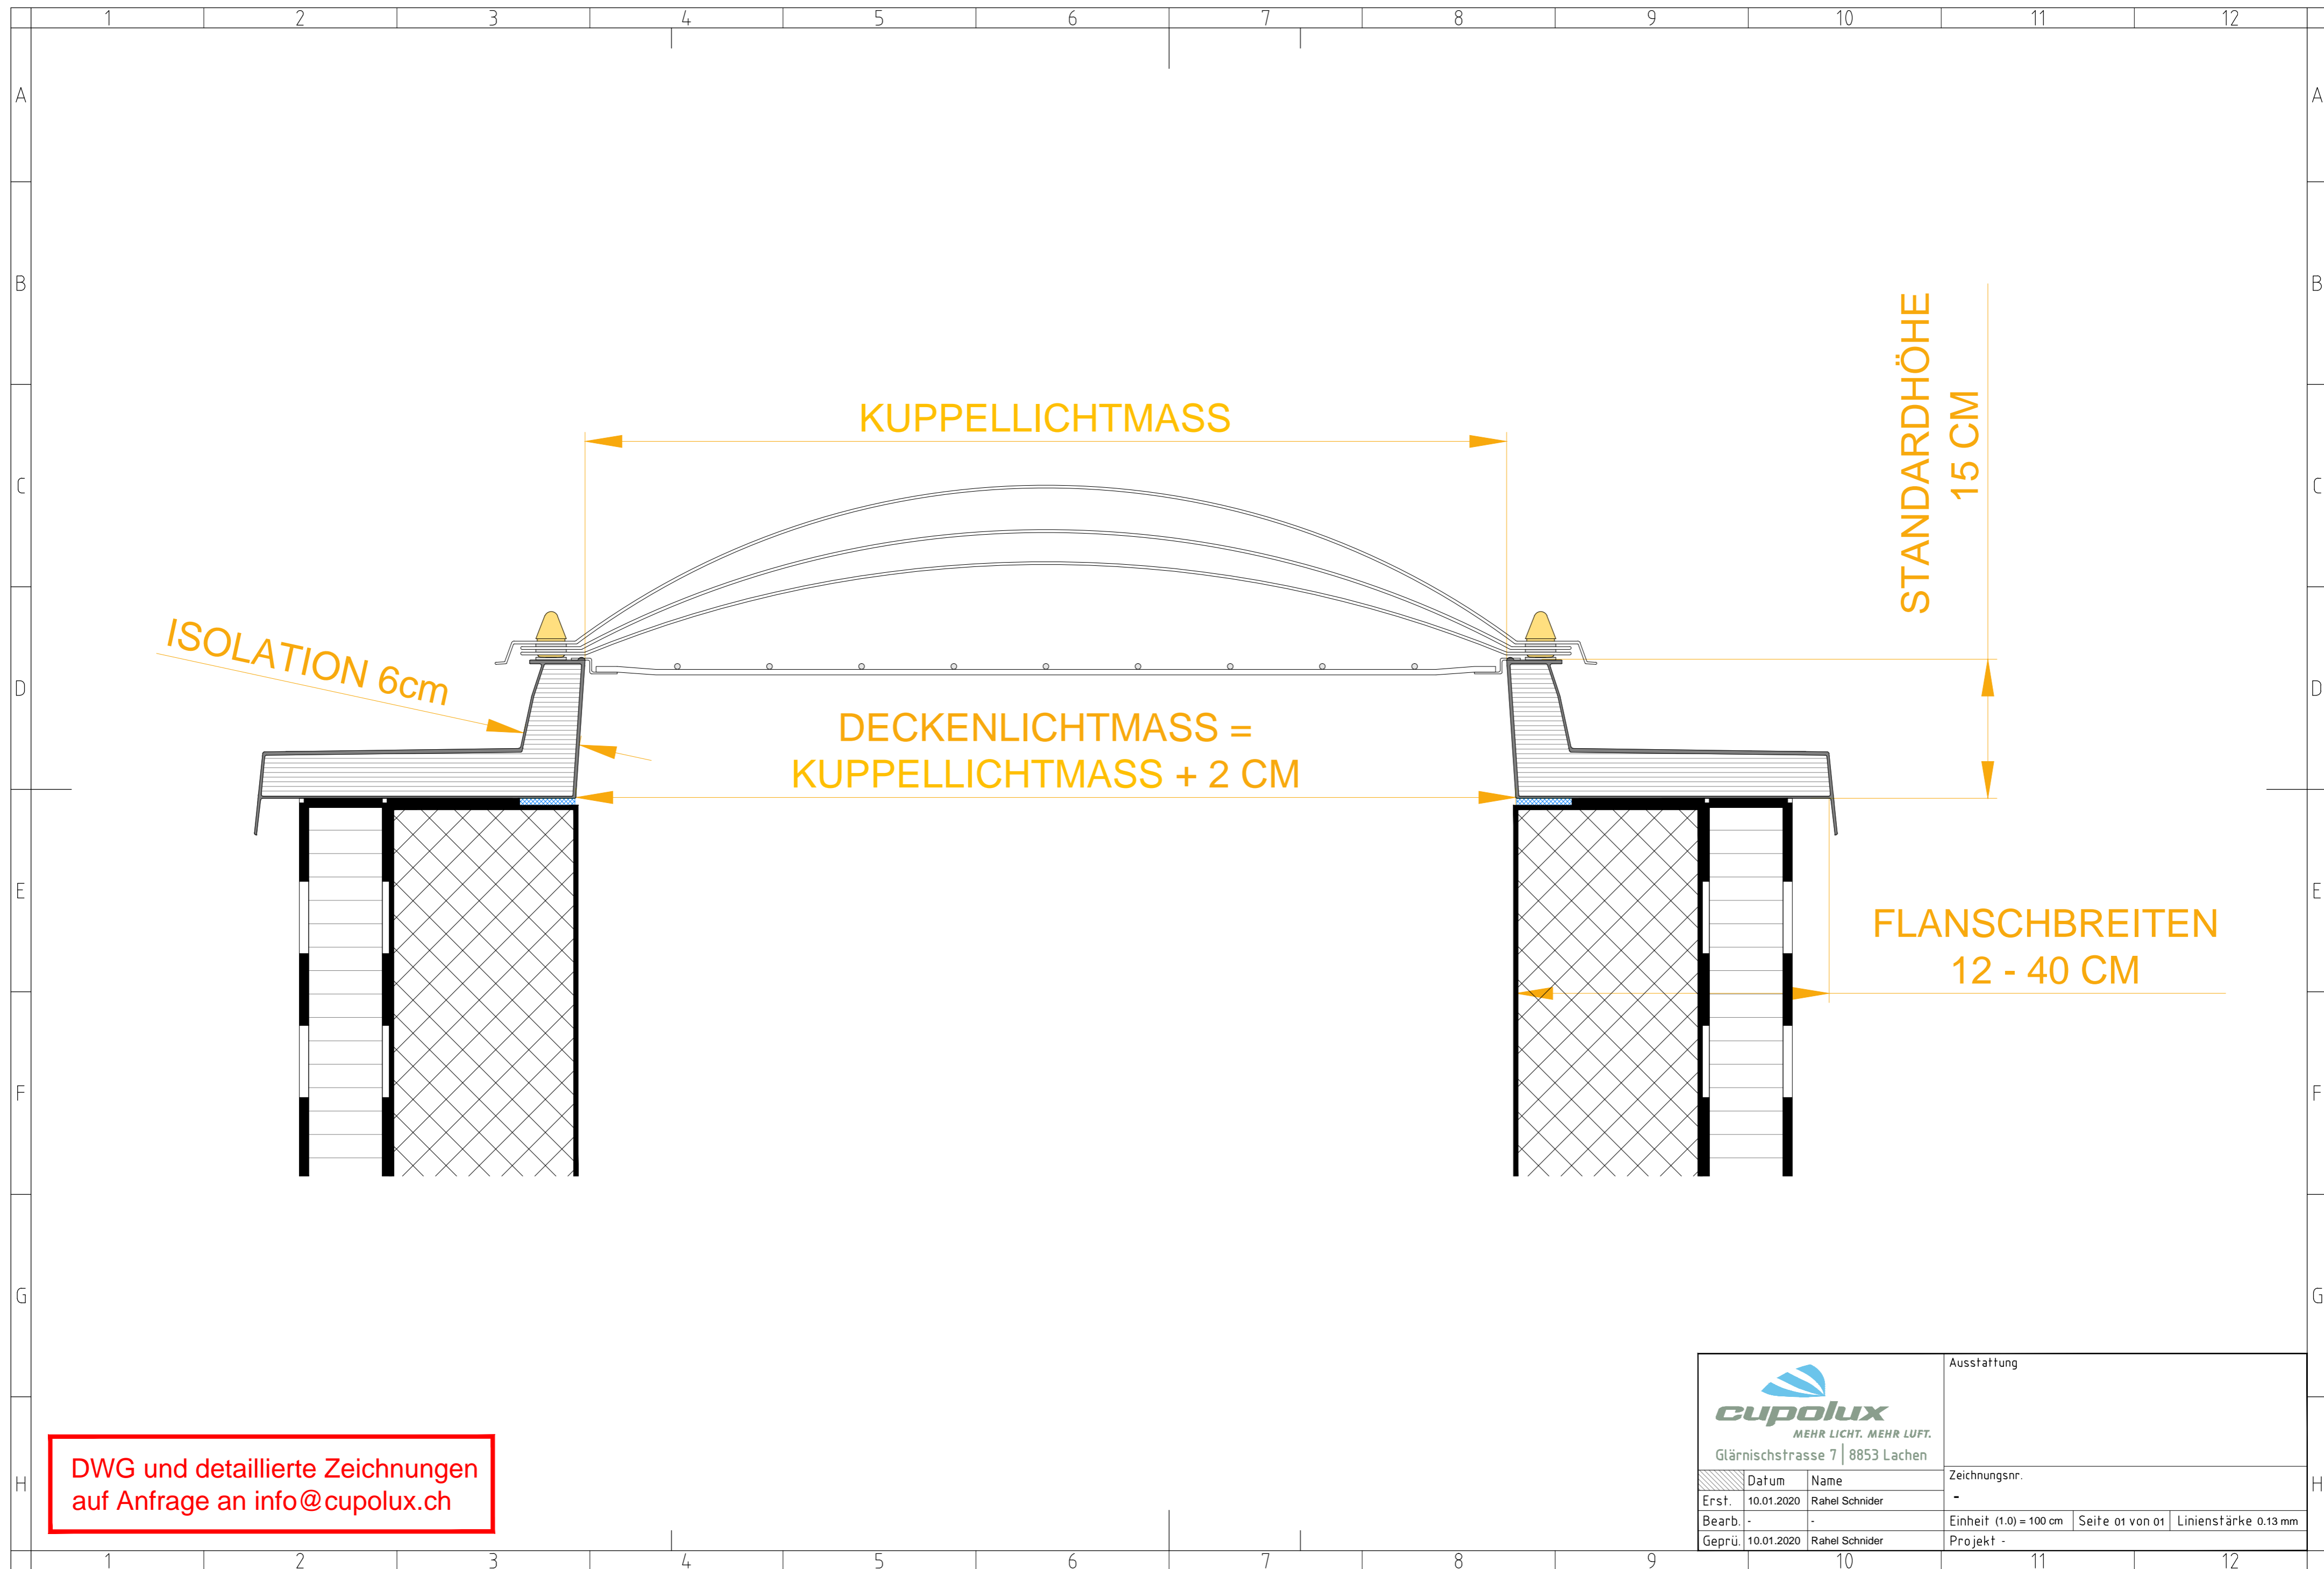 1 2 3 4 5 6 7 8 9 10 11 12
A A
B B
C C
D D
E E
F F
G G
H H
KUPPELLICHTMASS
STANDARDHÖHE
15 CM
ISOLATION 6cm
DECKENLICHTMASS =
KUPPELLICHTMASS + 2 CM
FLANSCHBREITEN
12 - 40 CM
DWG und detaillierte Zeichnungen
auf Anfrage an info@cupolux.ch
cupolux
MEHR LICHT. MEHR LUFT.
Glärnischstrasse 7 | 8853 Lachen
Ausstattung
Datum Name
Erst. 10.01.2020 Rahel Schnider
Bearb. - -
Geprü. 10.01.2020 Rahel Schnider
Zeichnungsnr.
-
Einheit (1.0) = 100 cm Seite 01 von 01 Linienstärke 0.13 mm
Projekt -
1 2 3 4 5 6 7 8 9 10 11 12